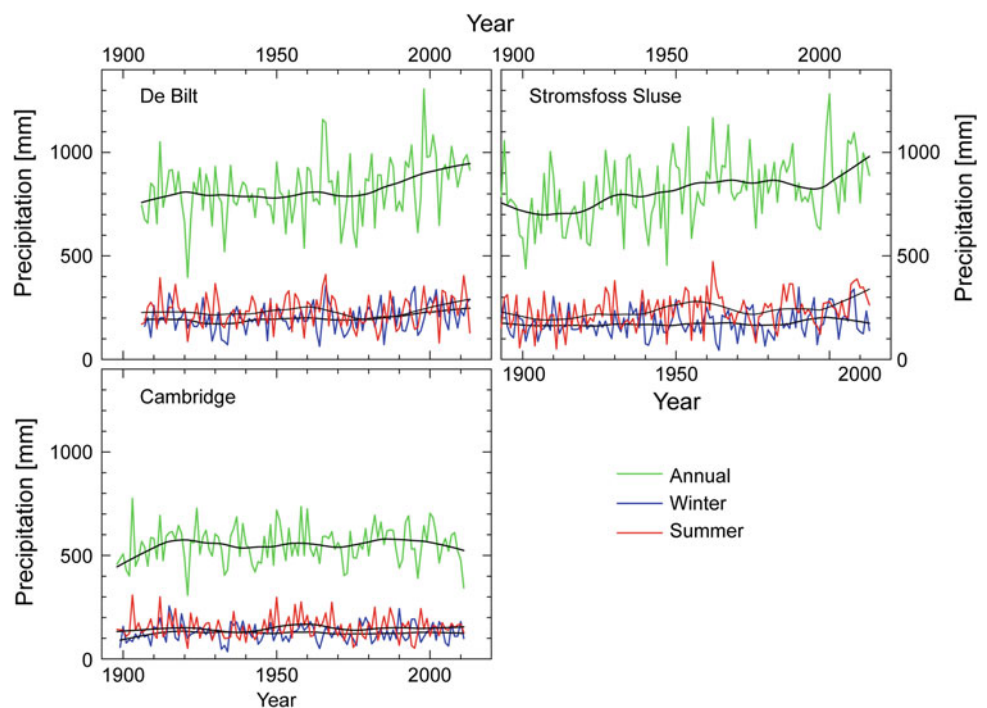 Year
1900 1950 2000 1900 1950 2000
De Bilt
Stromsfoss Sluse
Precipitation [mm]
1000
500
0
1000
500
0
Precipitation [mm]
1900 1950 2000
Year
Cambridge
Precipitation [mm]
1000
500
0
1900 1950 2000
Year
Annual
Winter
Summer